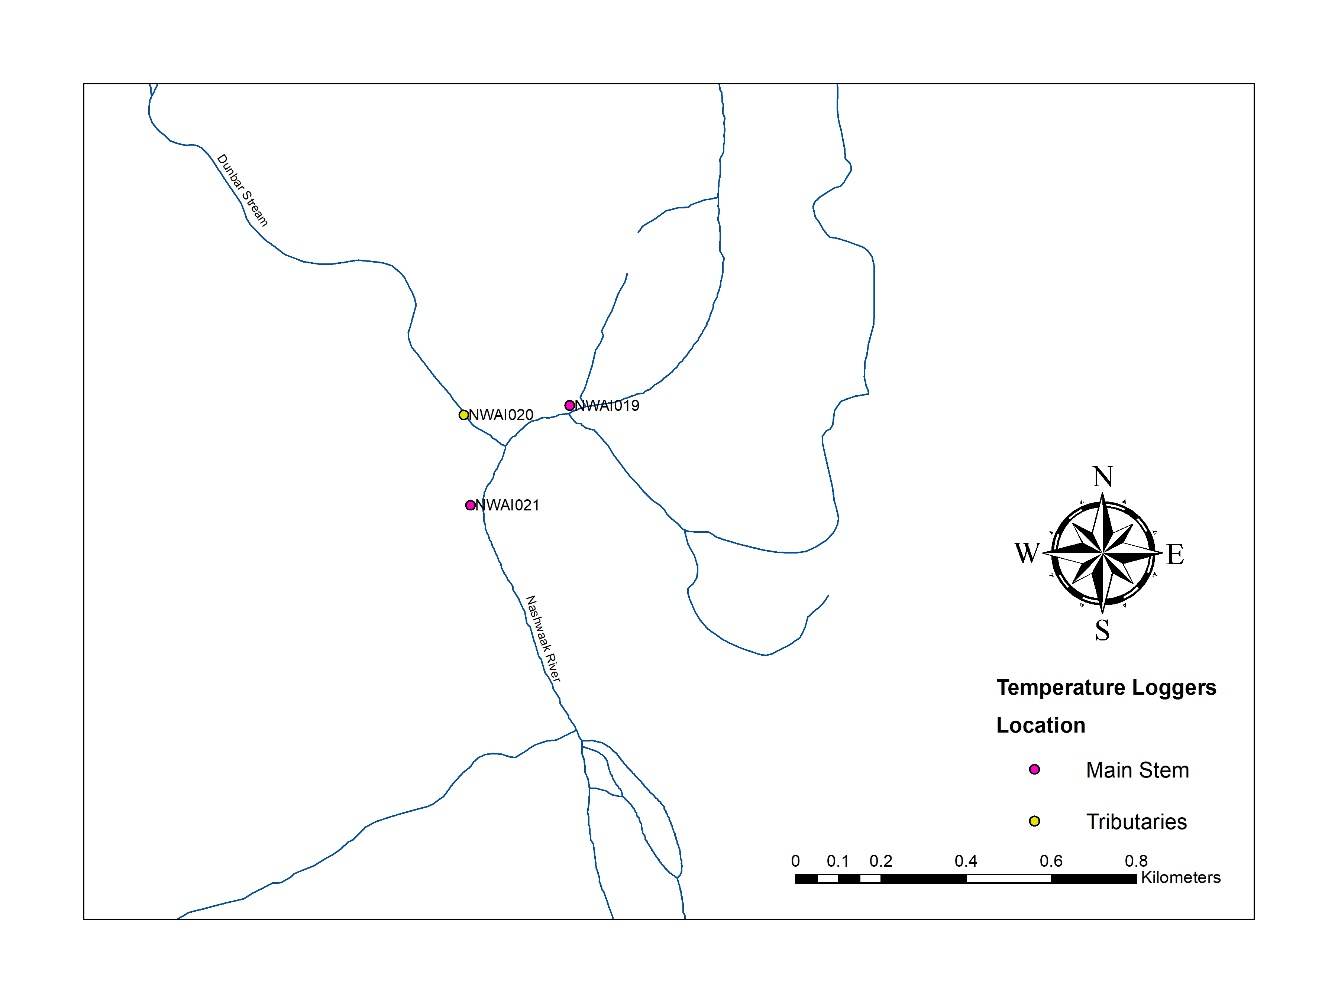 Dunbar Stream
NWAI020
NWAI019
NWAI021
Nashwaak River
N
W
E
S
Temperature Loggers
Location
Main Stem
Tributaries
0 0.1 0.2 0.4 0.6 0.8
Kilometers